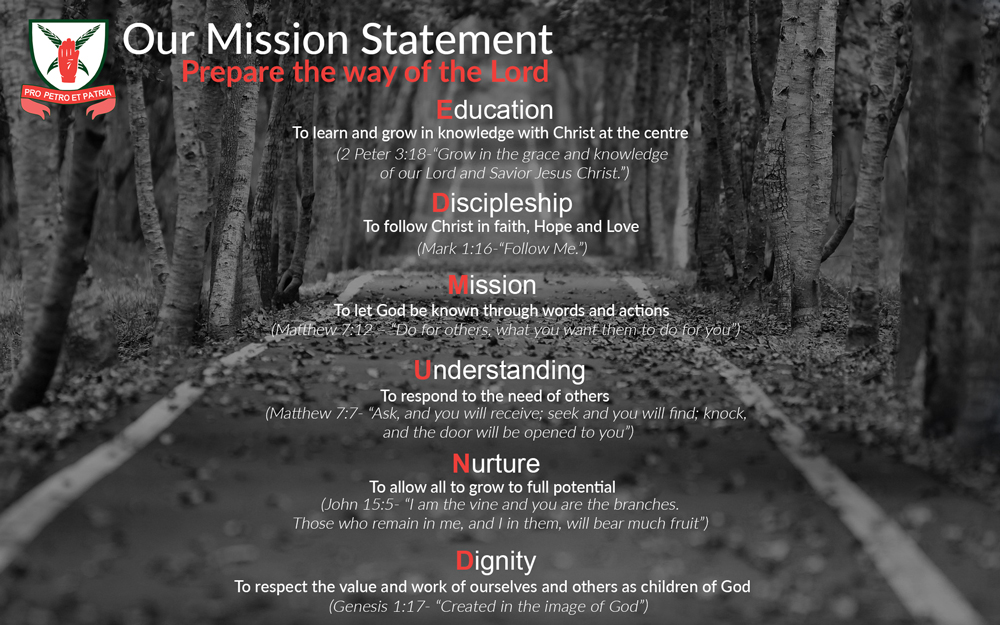 PRO PETRO ET PATRIA
Our Mission Statement
Prepare the way of the Lord
Education
To learn and grow in knowledge with Christ at the centre
(2 Peter 3:18-“Grow in the grace and knowledge
of our Lord and Savior Jesus Christ.”)
Discipleship
To follow Christ in faith, Hope and Love
(Mark 1:16-“Follow Me.”)
Mission
To let God be known through words and actions
(Matthew 7:12 - “Do for others, what you want them to do for you”)
Understanding
To respond to the need of others
(Matthew 7:7- “Ask, and you will receive; seek and you will find; knock,
and the door will be opened to you”)
Nurture
To allow all to grow to full potential
(John 15:5- “I am the vine and you are the branches.
Those who remain in me, and I in them, will bear much fruit”)
Dignity
To respect the value and work of ourselves and others as children of God
(Genesis 1:17- “Created in the image of God”)